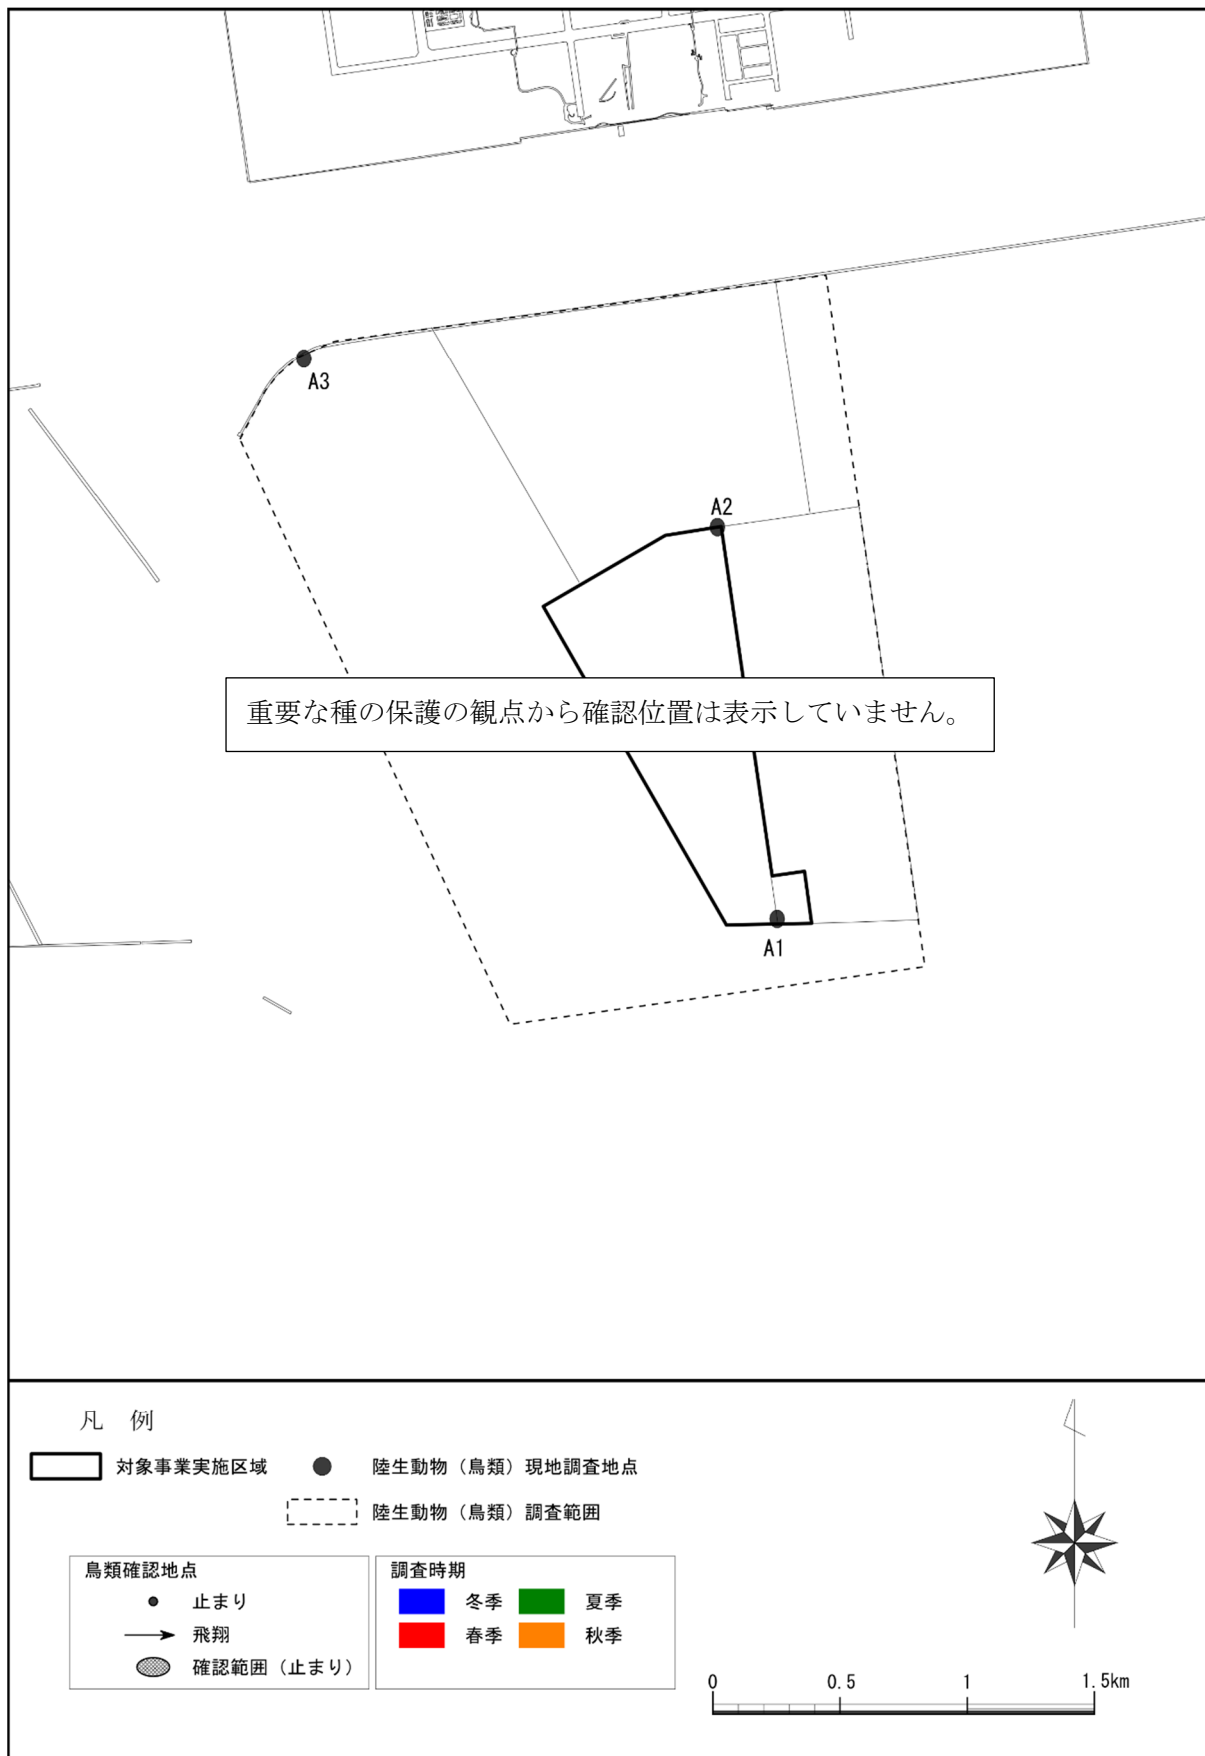 A3
A2
重要な種の保護の観点から確認位置は表示していません。
A1
凡 例
対象事業実施区域
陸生動物（鳥類）現地調査地点
陸生動物（鳥類）調査範囲
鳥類確認地点
止まり
飛翔
確認範囲（止まり）
調査時期
冬季 夏季
春季 秋季
0 0.5 1 1.5km